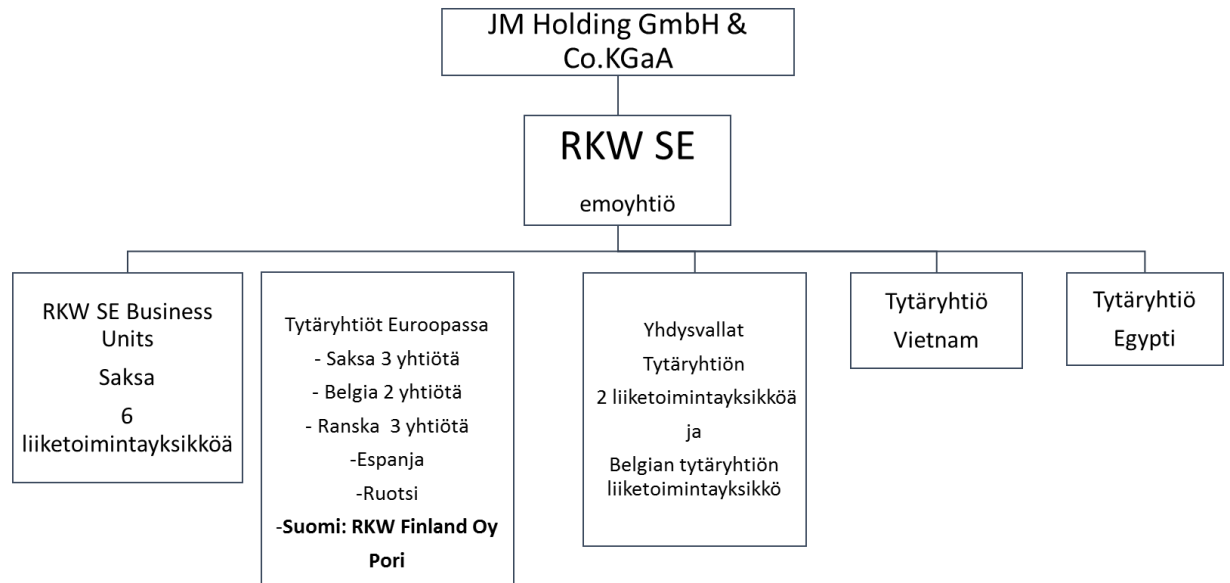 JM Holding GmbH &
Co.KGaA
RKW SE
emoyhtiö
RKW SE Business
Units
Saksa
6
liiketoimintayksikköä
Tytäryhtiöt Euroopassa
- Saksa 3 yhtiötä
- Belgia 2 yhtiötä
- Ranska 3 yhtiötä
-Espanja
-Ruotsi
-Suomi: RKW Finland Oy
Pori
Yhdysvallat
Tytäryhtiön
2 liiketoimintayksikköä
ja
Belgian tytäryhtiön
liiketoimintayksikkö
Tytäryhtiö
Vietnam
Tytäryhtiö
Egypti